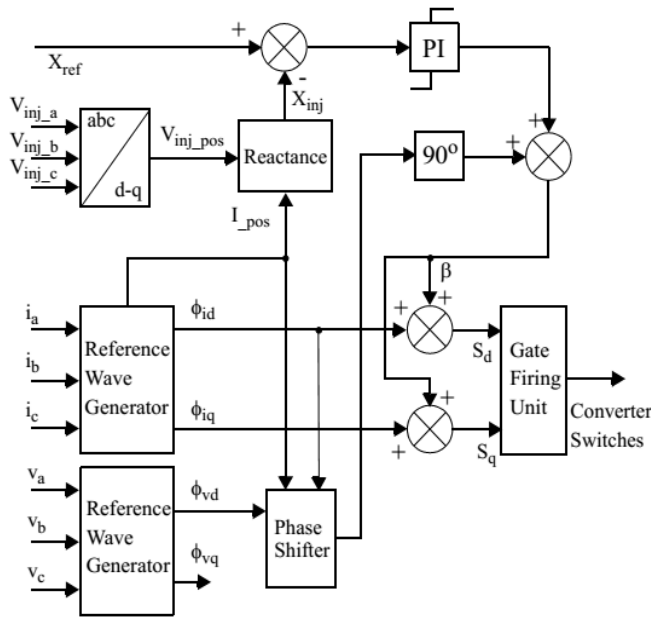 +
PI
X_ref
-
X_inj
V_inj_a
V_inj_b
V_inj_c
abc
d-q
V_inj_pos
Reactance
I_pos
90°
+
+
β
i_a
i_b
i_c
Reference
Wave
Generator
ϕ_id
ϕ_iq
+
+
S_d
+
+
S_q
Gate
Firing
Unit
Converter
Switches
v_a
v_b
v_c
Reference
Wave
Generator
ϕ_vd
ϕ_vq
Phase
Shifter